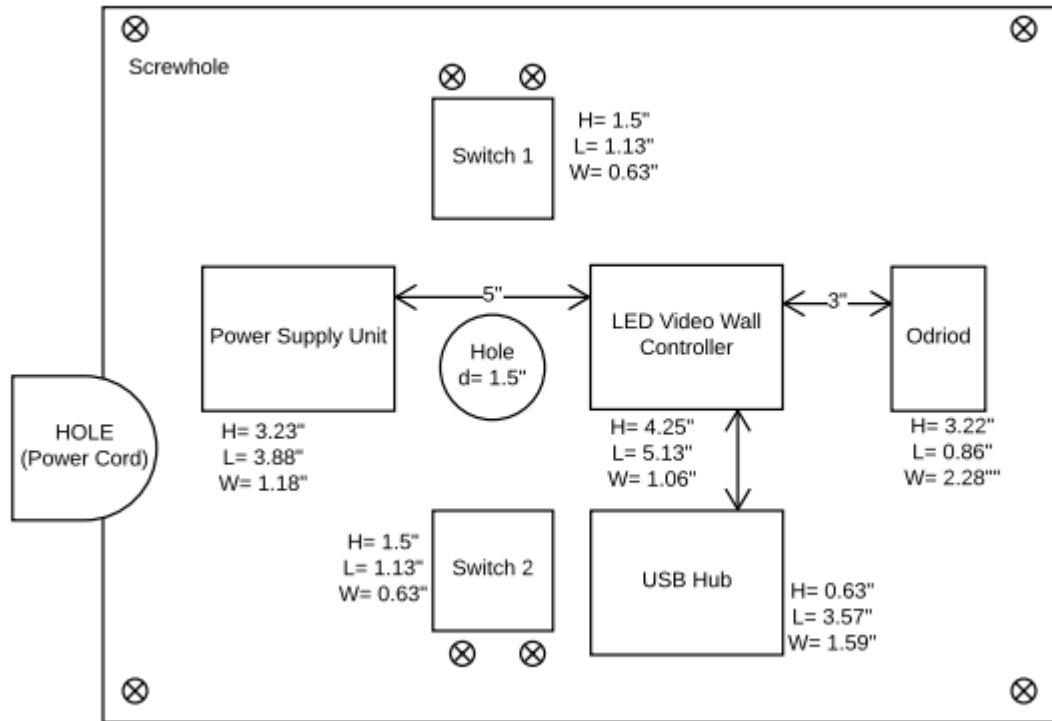 Screwhole
Switch 1
H= 1.5"
L= 1.13"
W= 0.63"
Power Supply Unit
H= 3.23"
L= 3.88"
W= 1.18"
5"
Hole
d= 1.5"
LED Video Wall
Controller
H= 4.25"
L= 5.13"
W= 1.06"
3"
Odriod
H= 3.22"
L= 0.86"
W= 2.28""
HOLE
(Power Cord)
H= 1.5"
L= 1.13"
W= 0.63"
Switch 2
USB Hub
H= 0.63"
L= 3.57"
W= 1.59"